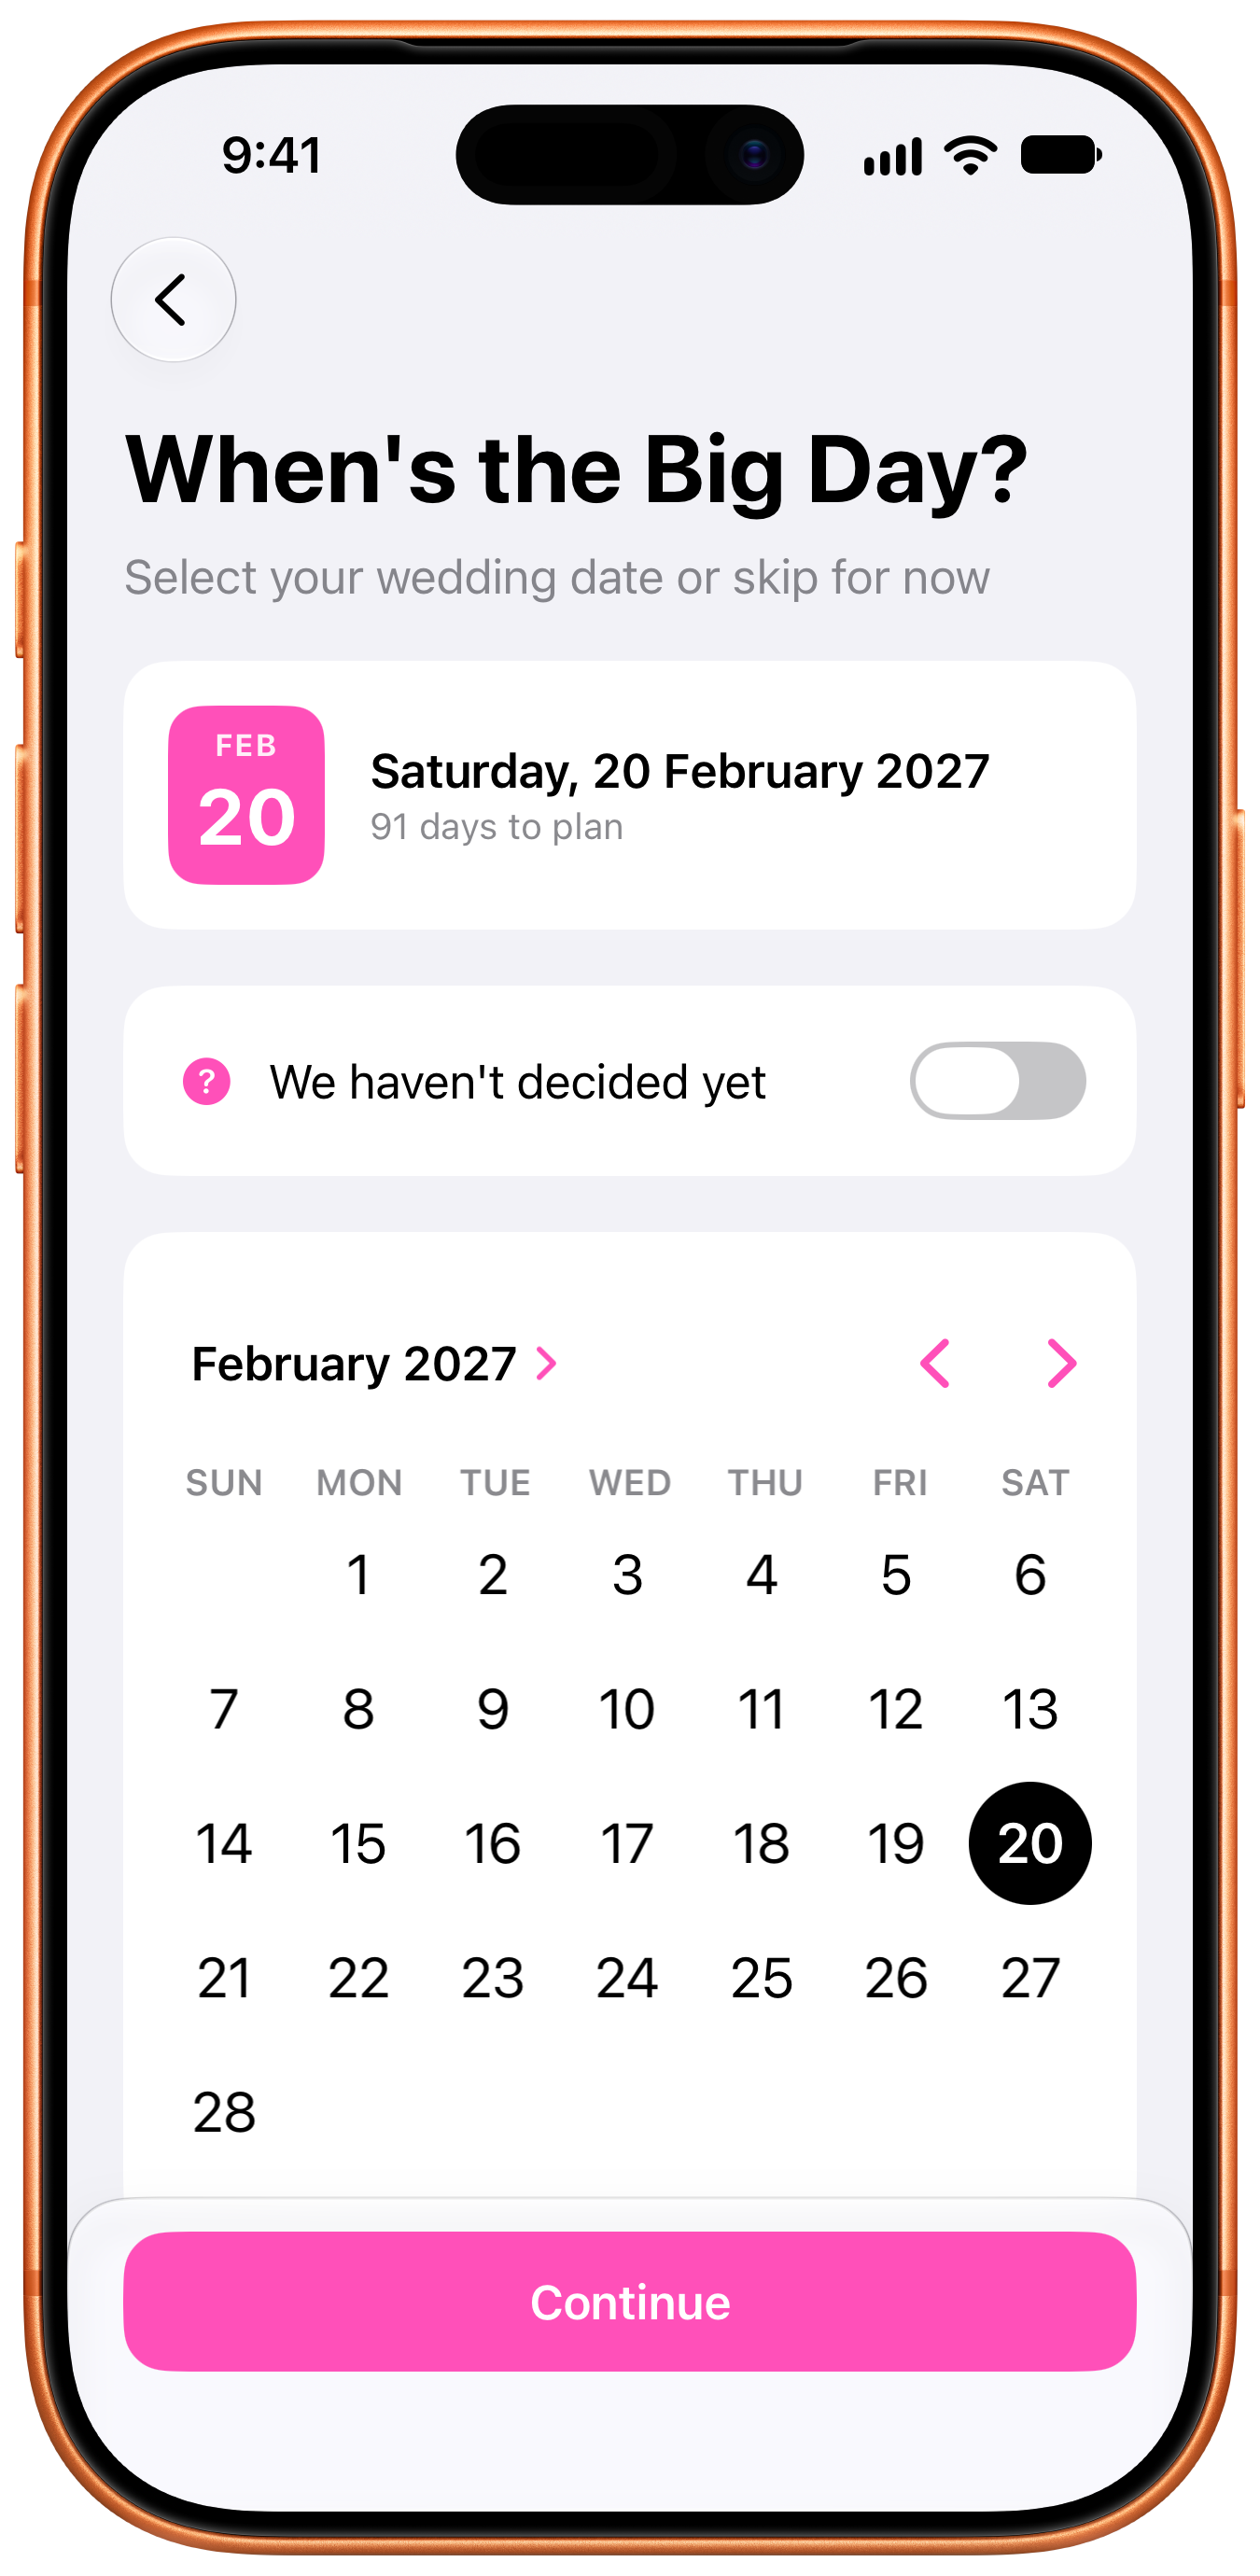 9:41
When's the Big Day?
Select your wedding date or skip for now
FEB
20
Saturday, 20 February 2027
91 days to plan
? We haven't decided yet
February 2027
SUN MON TUE WED THU FRI SAT
1 2 3 4 5 6
7 8 9 10 11 12 13
14 15 16 17 18 19 20
21 22 23 24 25 26 27
28
Continue